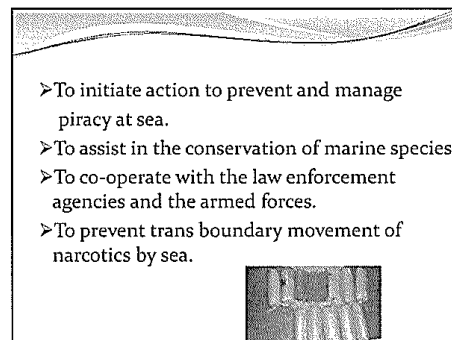 ➢To initiate action to prevent and manage
piracy at sea.
➢To assist in the conservation of marine species
➢To co-operate with the law enforcement
agencies and the armed forces.
➢To prevent trans boundary movement of
narcotics by sea.